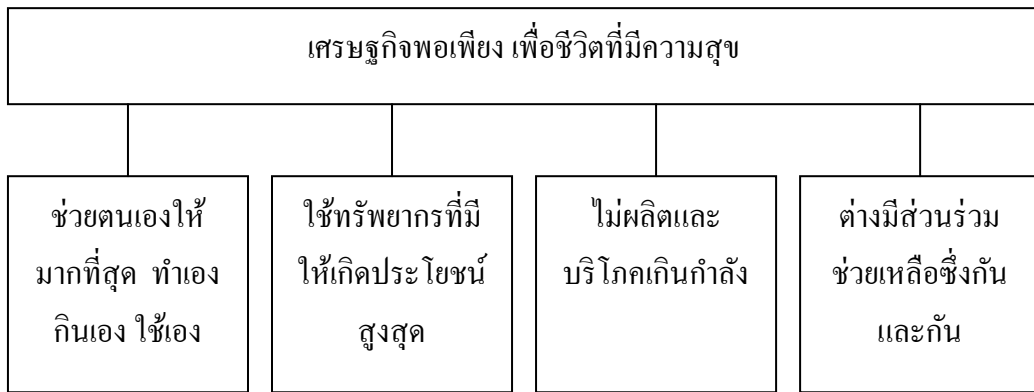 เศรษฐกิจพอเพียง เพื่อชีวิตที่มีความสุข
ช่วยตนเองให้
มากที่สุด ทำเอง
กินเอง ใช้เอง
ใช้ทรัพยากรที่มี
ให้เกิดประโยชน์
สูงสุด
ไม่ผลิตและ
บริโภคเกินกำลัง
ต่างมีส่วนร่วม
ช่วยเหลือซึ่งกัน
และกัน